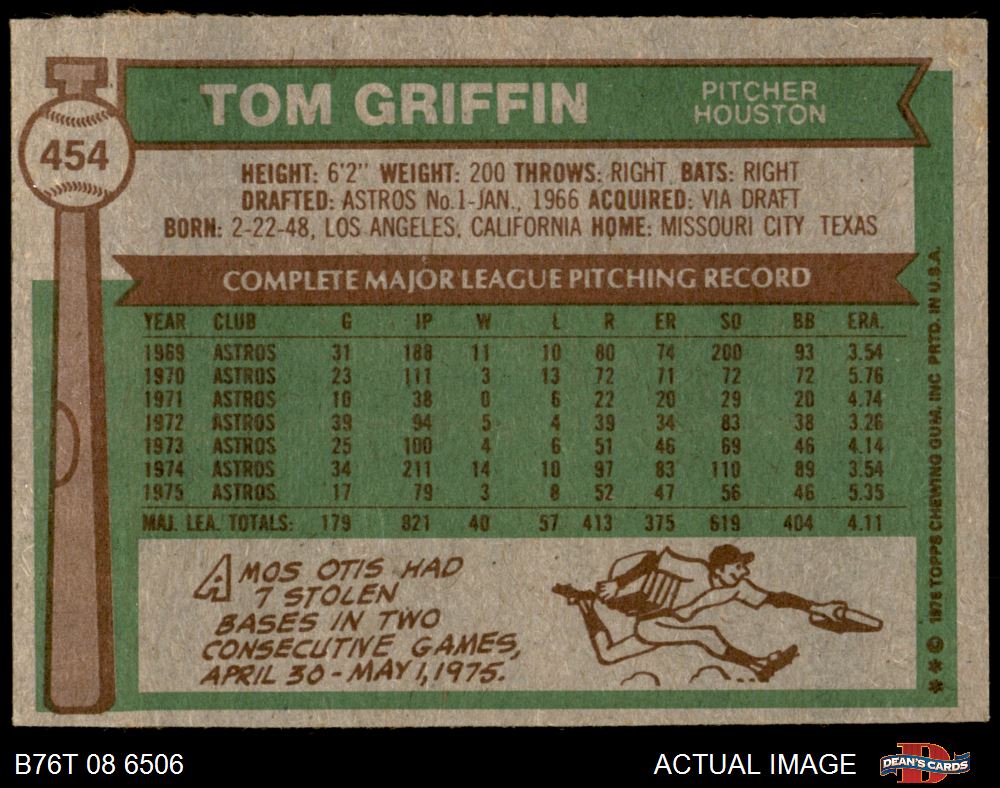 454
TOM GRIFFIN
PITCHER
HOUSTON
HEIGHT: 6'2" WEIGHT: 200 THROWS: RIGHT BATS: RIGHT
DRAFTED: ASTROS No.1-JAN., 1966 ACQUIRED: VIA DRAFT
BORN: 2-22-48, LOS ANGELES, CALIFORNIA HOME: MISSOURI CITY TEXAS
COMPLETE MAJOR LEAGUE PITCHING RECORD
YEAR CLUB G IP W L R ER SO BB ERA.
1969 ASTROS 31 188 11 10 80 74 200 93 3.54
1970 ASTROS 23 111 3 13 72 71 72 72 5.76
1971 ASTROS 10 38 0 6 22 20 29 20 4.74
1972 ASTROS 39 94 5 4 39 34 83 38 3.26
1973 ASTROS 25 100 4 6 51 46 69 46 4.14
1974 ASTROS 34 211 14 10 97 83 110 89 3.54
1975 ASTROS 17 79 3 8 52 47 56 46 5.35
MAJ. LEA. TOTALS: 179 821 40 57 413 375 619 404 4.11
AMOS OTIS HAD
7 STOLEN
BASES IN TWO
CONSECUTIVE GAMES,
APRIL 30 - MAY 1, 1975.
* * © 1976 TOPPS CHEWING GUM, INC. PRTD. IN U.S.A.
B76T 08 6506
ACTUAL IMAGE
DEAN'S CARDS